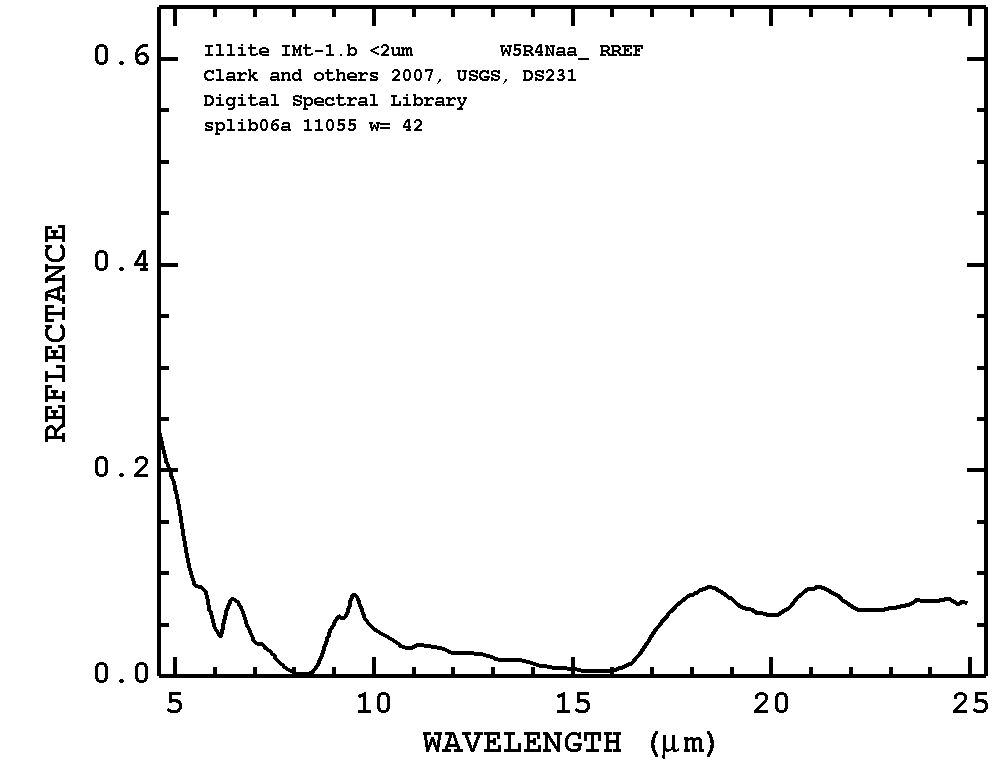 Illite IMt-1.b <2um W5R4Naa_ RREF
Clark and others 2007, USGS, DS231
Digital Spectral Library
splib06a 11055 w= 42
0.6
0.4
0.2
0.0
REFLECTANCE
5 10 15 20 25
WAVELENGTH (μm)